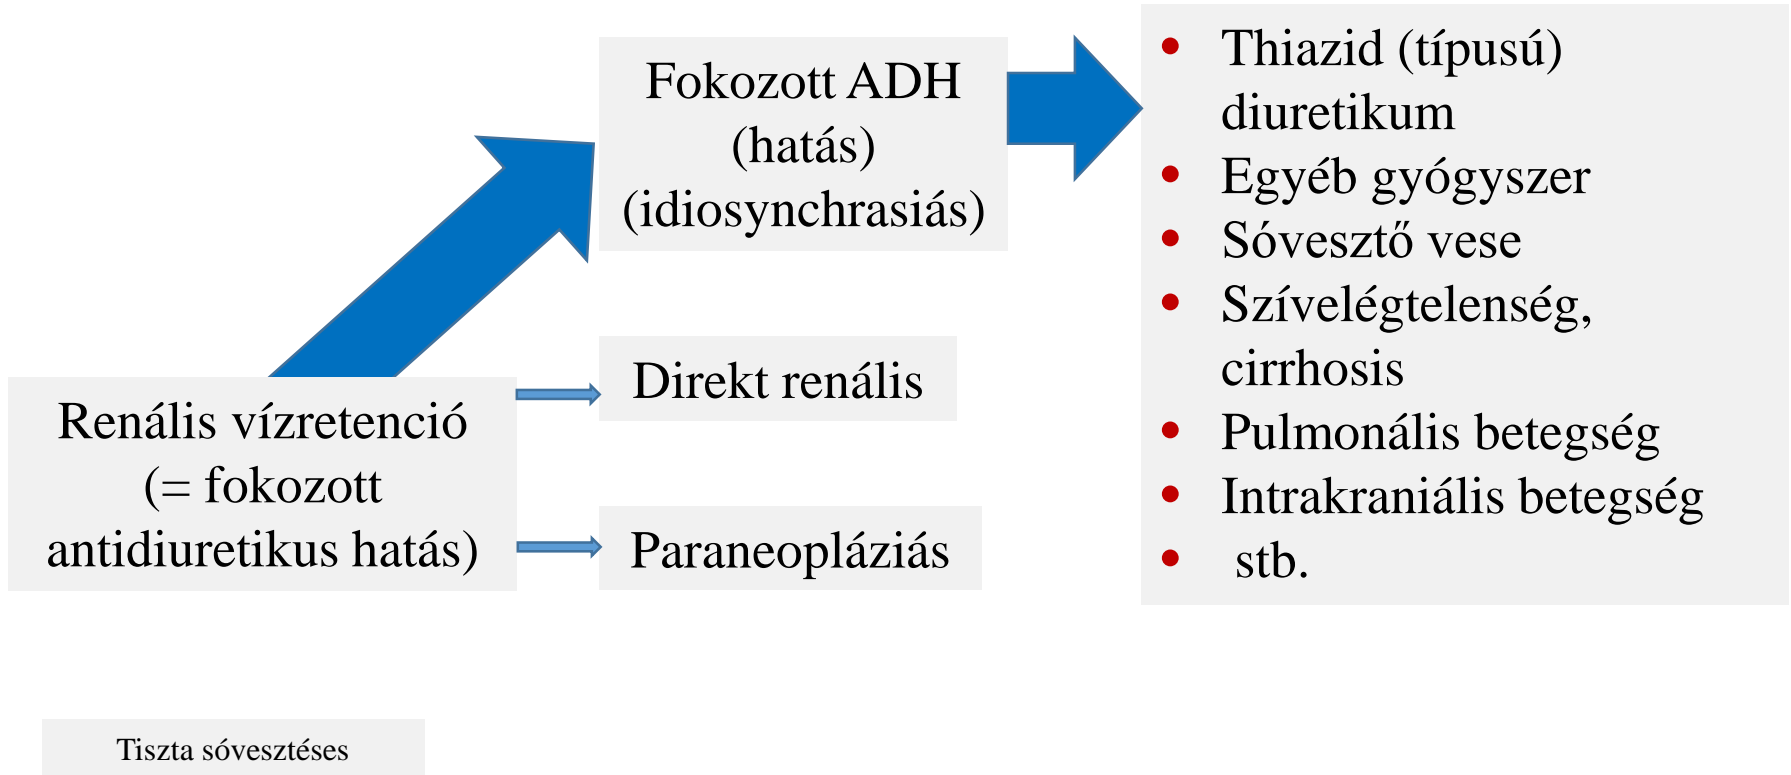 Fokozott ADH
(hatás)
(idiosynchrasiás)
Thiazid (típusú)
diuretikum
Egyéb gyógyszer
Sóvesztő vese
Szívelégtelenség,
cirrhosis
Pulmonális betegség
Intrakraniális betegség
stb.
Direkt renális
Renális vízretenció
(= fokozott
antidiuretikus hatás)
Paraneopláziás
Tiszta sóvesztéses